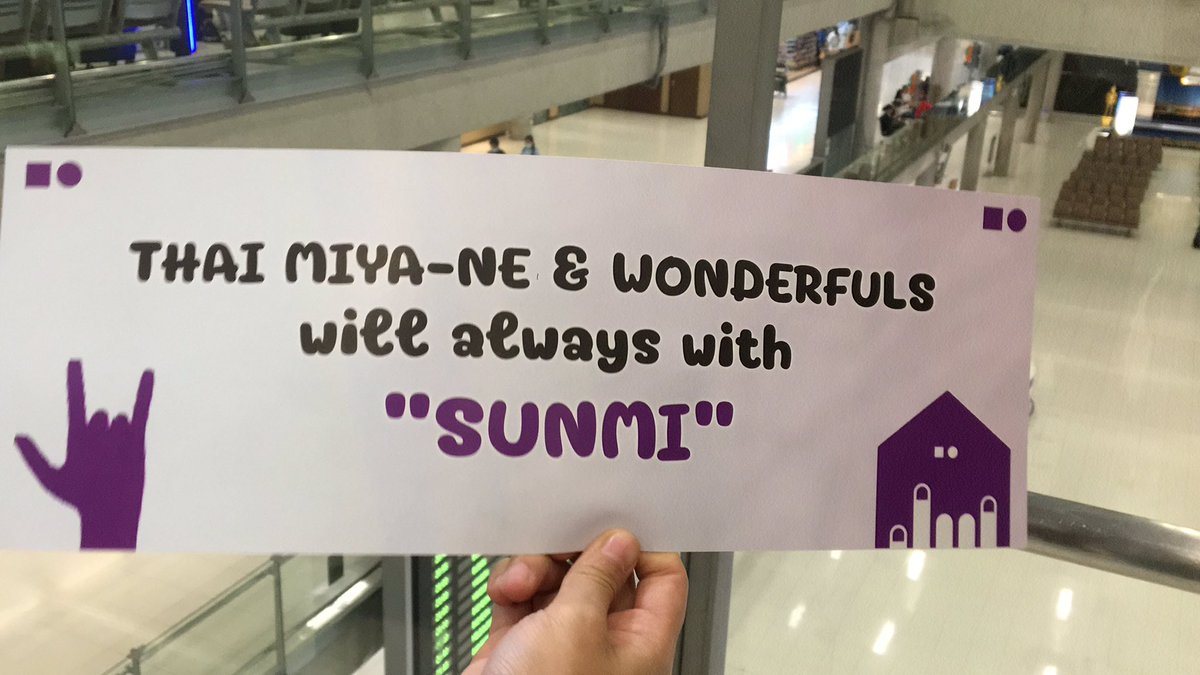 THAI MIYA-NE & WONDERFULS
will always with
"SUNMI"